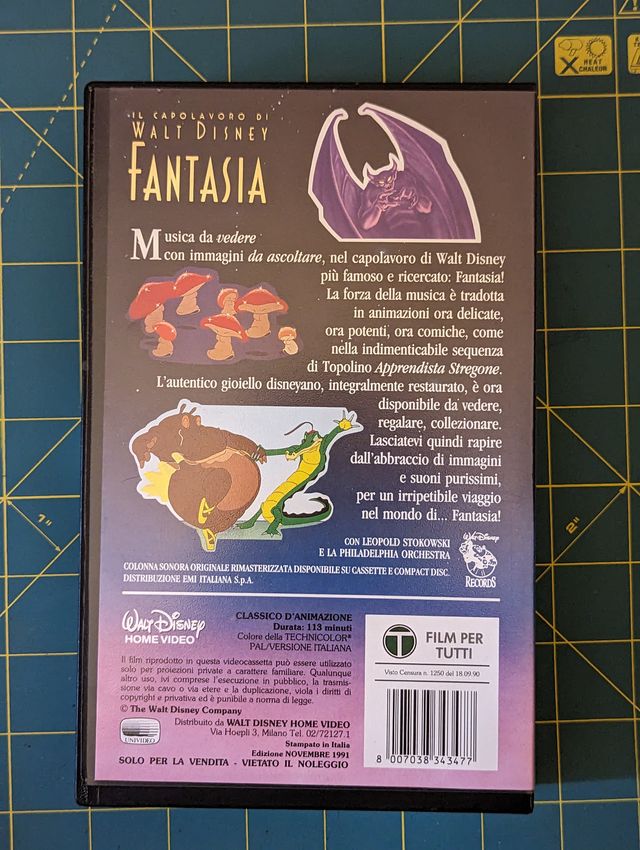 HEAT
CHALEUR
IL CAPOLAVORO DI
WALT DISNEY
FANTASIA
Musica da vedere
con immagini da ascoltare, nel capolavoro di Walt Disney
più famoso e ricercato: Fantasia!
La forza della musica è tradotta
in animazioni ora delicate,
ora potenti, ora comiche, come
nella indimenticabile sequenza
di Topolino Apprendista Stregone.
L'autentico gioiello disneyano, integralmente restaurato, è ora
disponibile da vedere,
regalare, collezionare.
Lasciatevi quindi rapire
dall'abbraccio di immagini
e suoni purissimi,
per un irripetibile viaggio
nel mondo di... Fantasia!
CON LEOPOLD STOKOWSKI
E LA PHILADELPHIA ORCHESTRA
Walt Disney
RECORDS
COLONNA SONORA ORIGINALE RIMASTERIZZATA DISPONIBILE SU CASSETTE E COMPACT DISC.
DISTRIBUZIONE EMI ITALIANA S.p.A.
1"
2"
WALT DISNEY
HOME VIDEO
CLASSICO D'ANIMAZIONE
Durata: 113 minuti
Colore della TECHNICOLOR®
PAL/VERSIONE ITALIANA
Il film riprodotto in questa videocassetta può essere utilizzato
solo per proiezioni private a carattere familiare. Qualunque
altro uso, ivi comprese l'esecuzione in pubblico, la trasmis-
sione via cavo o via etere e la duplicazione, viola i diritti di
copyright e privativa ed è punibile a norma di legge.
© The Walt Disney Company
Distribuito da WALT DISNEY HOME VIDEO
Via Hoepli 3, Milano Tel. 02/72127.1
Stampato in Italia
Edizione NOVEMBRE 1991
UNIVIDEO
SOLO PER LA VENDITA - VIETATO IL NOLEGGIO
T
FILM PER
TUTTI
Visto Censura n. 1250 del 18.09.90
8 007038 343477